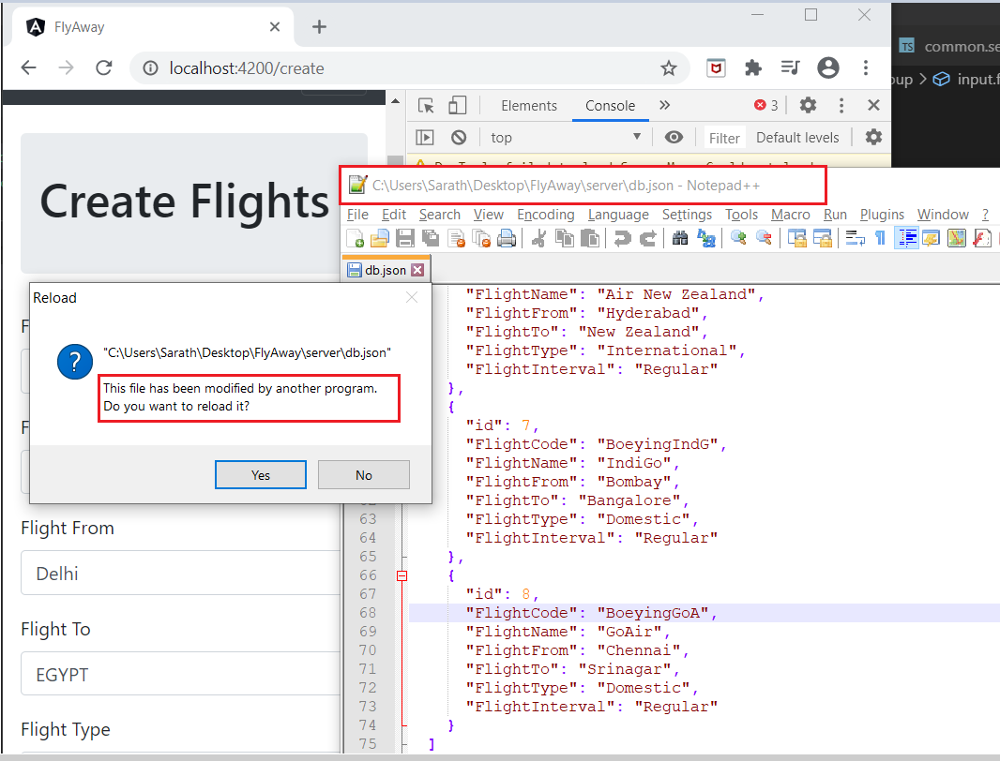 FlyAway
localhost:4200/create
TS common.se
oup > input.f
Elements Console 3
top Filter Default levels
Create Flights
C:\Users\Sarath\Desktop\FlyAway\server\db.json - Notepad++
File Edit Search View Encoding Language Settings Tools Macro Run Plugins Window ?
db.json
Reload
"C:\Users\Sarath\Desktop\FlyAway\server\db.json"
This file has been modified by another program.
Do you want to reload it?
Yes No
Flight From
Delhi
Flight To
EGYPT
Flight Type
"FlightName": "Air New Zealand",
"FlightFrom": "Hyderabad",
"FlightTo": "New Zealand",
"FlightType": "International",
"FlightInterval": "Regular"
},
{
"id": 7,
"FlightCode": "BoeyingIndG",
"FlightName": "IndiGo",
"FlightFrom": "Bombay",
"FlightTo": "Bangalore",
63 "FlightType": "Domestic",
64 "FlightInterval": "Regular"
65 },
66 {
67 "id": 8,
68 "FlightCode": "BoeyingGoA",
69 "FlightName": "GoAir",
70 "FlightFrom": "Chennai",
71 "FlightTo": "Srinagar",
72 "FlightType": "Domestic",
73 "FlightInterval": "Regular"
74 }
75 ]